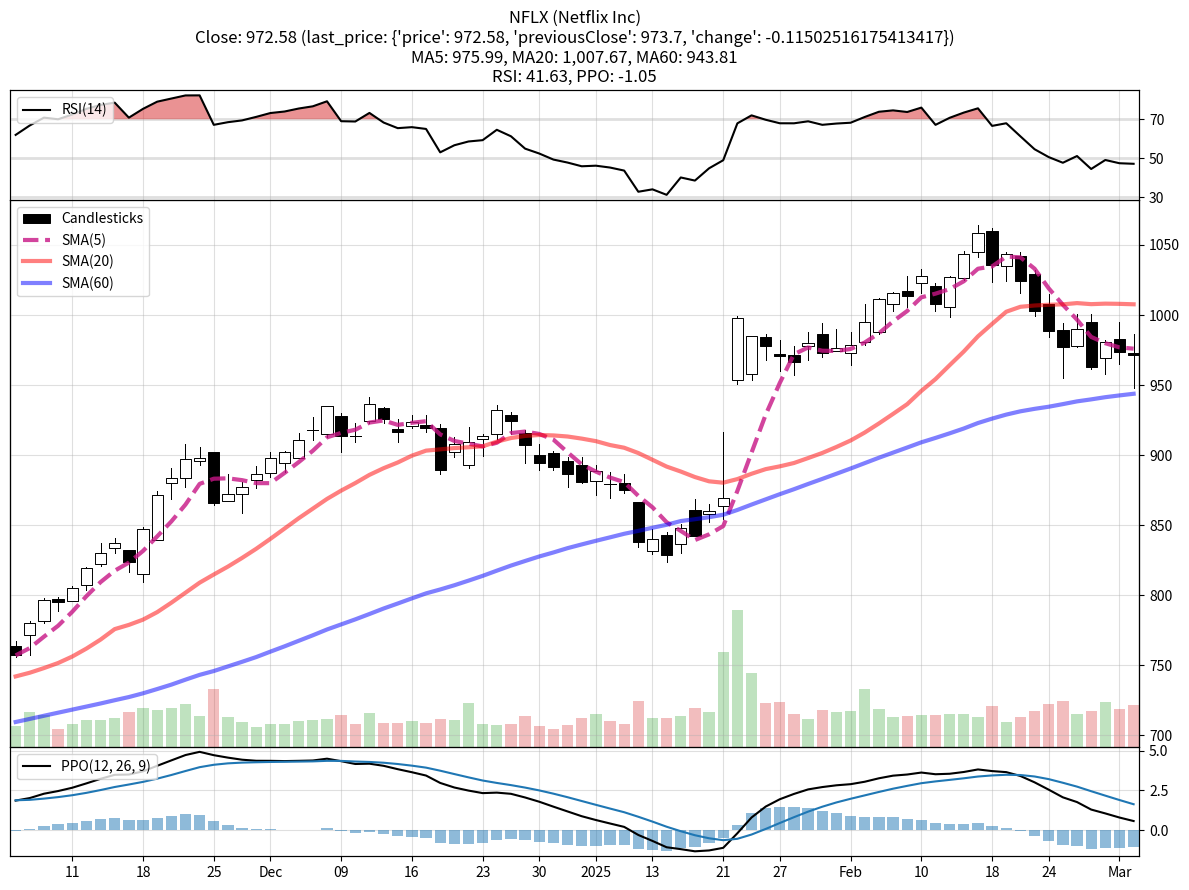 NFLX (Netflix Inc)
Close: 972.58 (last_price: {'price': 972.58, 'previousClose': 973.7, 'change': -0.11502516175413417})
MA5: 975.99, MA20: 1,007.67, MA60: 943.81
RSI: 41.63, PPO: -1.05
RSI(14)
70
50
30
Candlesticks
SMA(5)
SMA(20)
SMA(60)
1050
1000
950
900
850
800
750
700
PPO(12, 26, 9)
5.0
2.5
0.0
11 18 25 Dec 09 16 23 30 2025 13 21 27 Feb 10 18 24 Mar